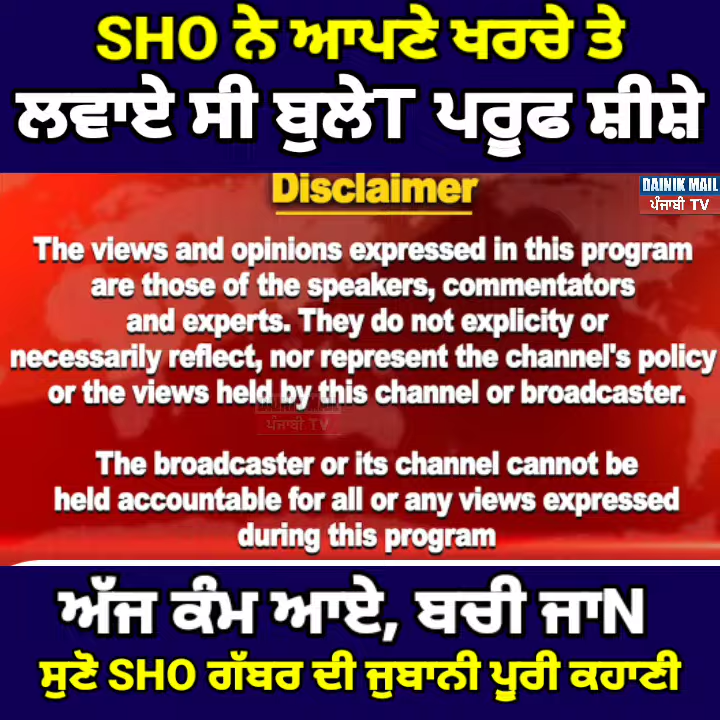 SHO ਨੇ ਆਪਣੇ ਖਰਚੇ ਤੇ
ਲਵਾਏ ਸੀ ਬੁਲੇT ਪਰੂਫ ਸ਼ੀਸ਼ੇ
Disclaimer
DAINIK MAIL
ਪੰਜਾਬੀ TV
The views and opinions expressed in this program
are those of the speakers, commentators
and experts. They do not explicity or
necessarily reflect, nor represent the channel's policy
or the views held by this channel or broadcaster.
DAINIK MAIL
ਪੰਜਾਬੀ TV
The broadcaster or its channel cannot be
held accountable for all or any views expressed
during this program
ਅੱਜ ਕੰਮ ਆਏ, ਬਚੀ ਜਾN
ਸੁਣੋ SHO ਗੱਬਰ ਦੀ ਜੁਬਾਨੀ ਪੂਰੀ ਕਹਾਣੀ